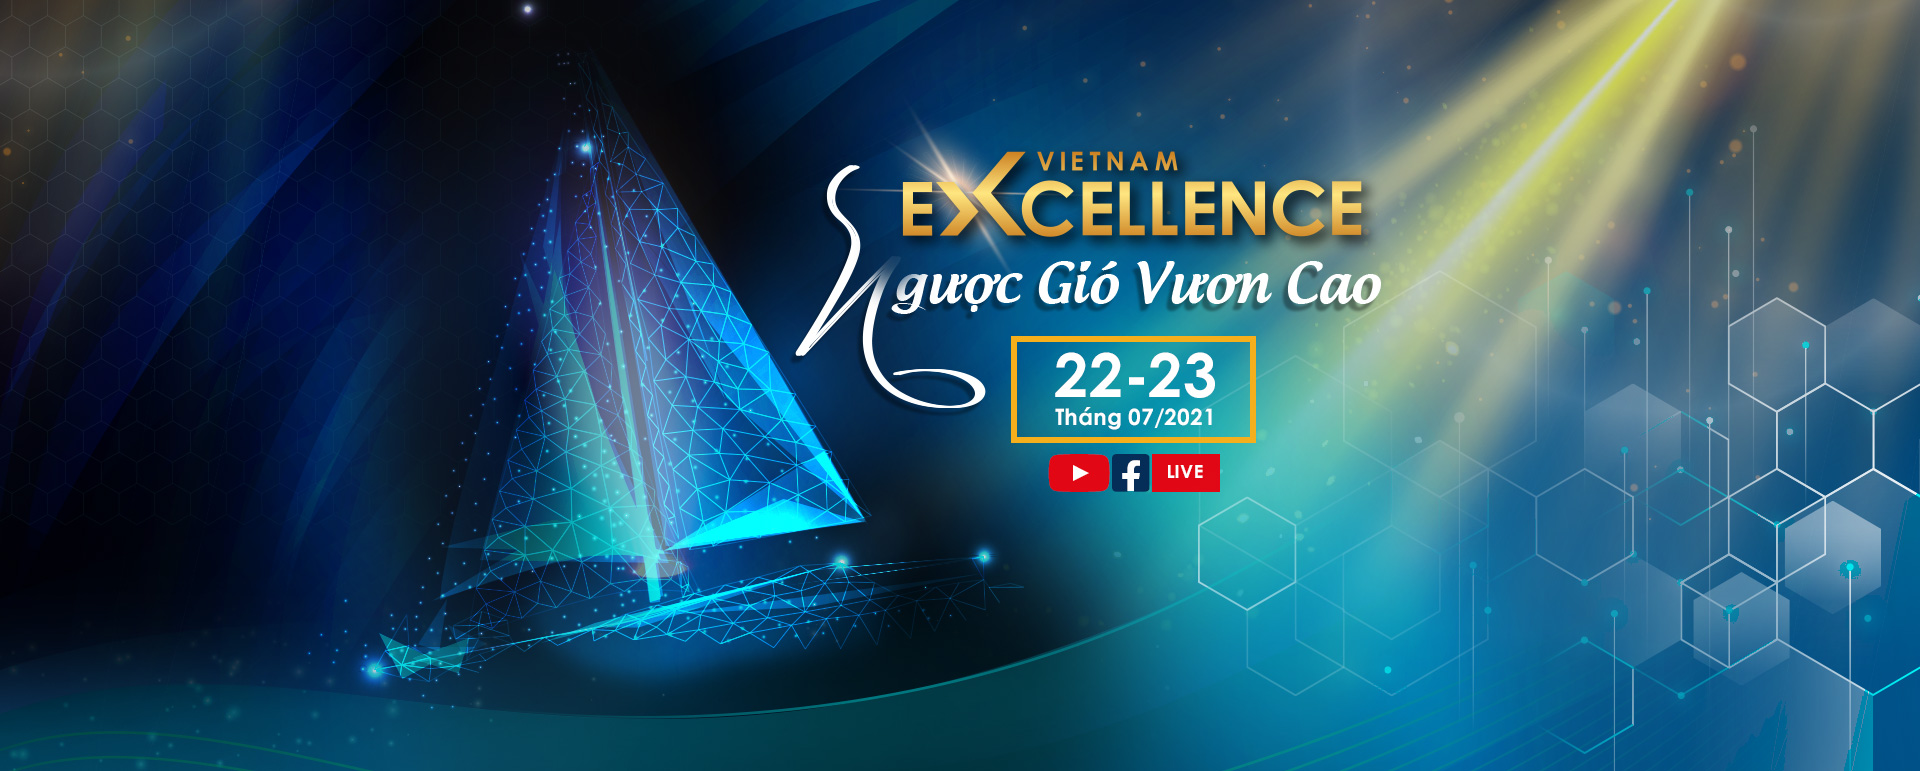 VIETNAM
EXCELLENCE
Ngược Gió Vươn Cao
22-23
Tháng 07/2021
LIVE